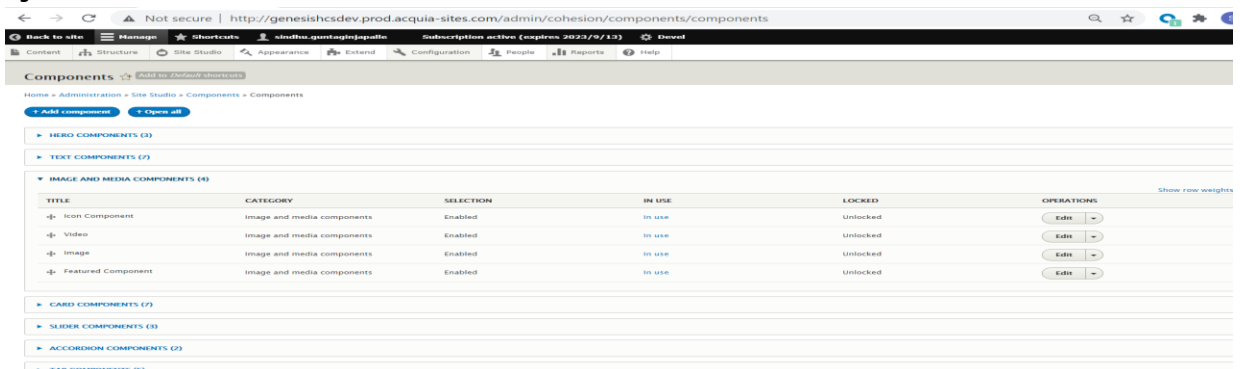 Not secure | http://genesishcsdev.prod.acquia-sites.com/admin/cohesion/components/components
Back to site Manage Shortcuts sindhu.guntaginjapalle Subscription active (expires 2023/9/13) Devel
Content Structure Site Studio Appearance Extend Configuration People Reports Help
Components Add to Default shortcuts
Home » Administration » Site Studio » Components » Components
+ Add component + Open all
HERO COMPONENTS (3)
TEXT COMPONENTS (7)
IMAGE AND MEDIA COMPONENTS (4)
Show row weights
TITLE CATEGORY SELECTION IN USE LOCKED OPERATIONS
Icon Component Image and media components Enabled In use Unlocked Edit
Video Image and media components Enabled In use Unlocked Edit
Image Image and media components Enabled In use Unlocked Edit
Featured Component Image and media components Enabled In use Unlocked Edit
CARD COMPONENTS (7)
SLIDER COMPONENTS (3)
ACCORDION COMPONENTS (2)